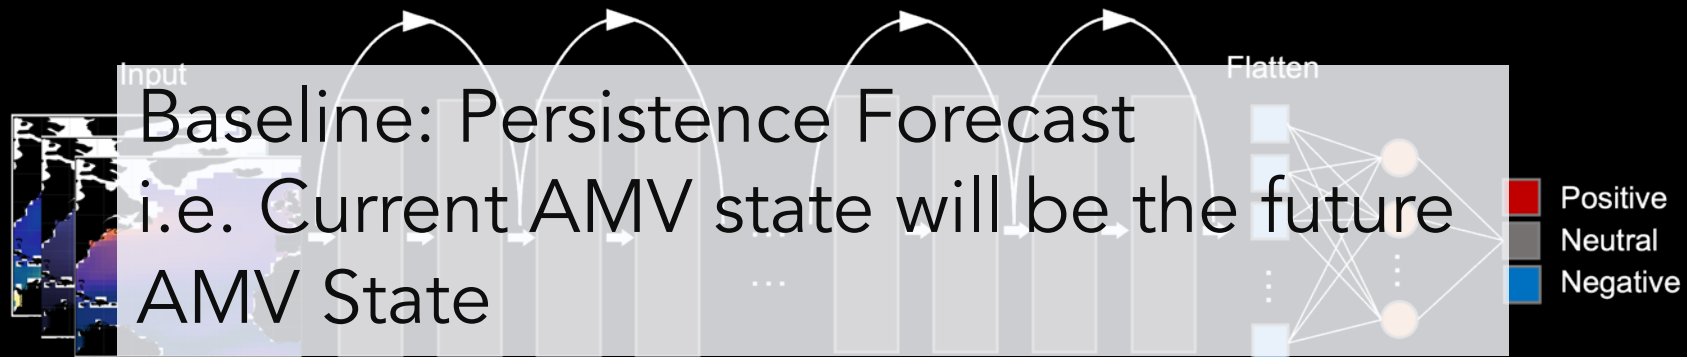 Input
Flatten
Baseline: Persistence Forecast
i.e. Current AMV state will be the future
AMV State
Positive
Neutral
Negative